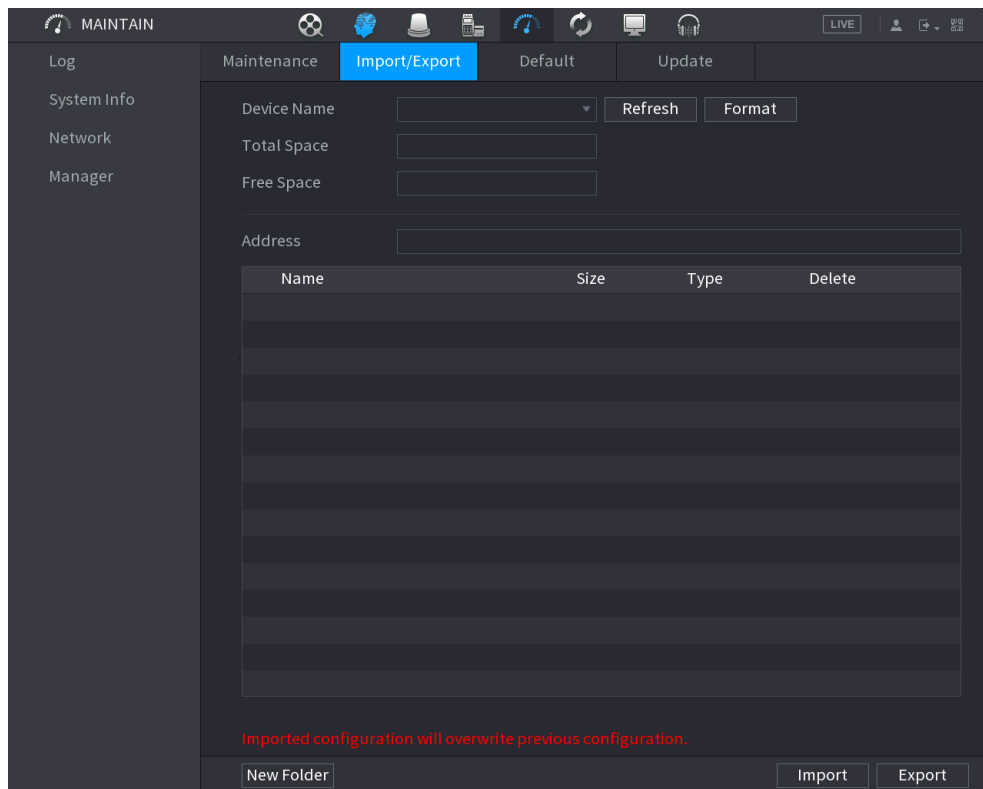 MAINTAIN LIVE
Log
System Info
Network
Manager
Maintenance Import/Export Default Update
Device Name Refresh Format
Total Space
Free Space
Address
Name Size Type Delete
Imported configuration will overwrite previous configuration.
New Folder Import Export